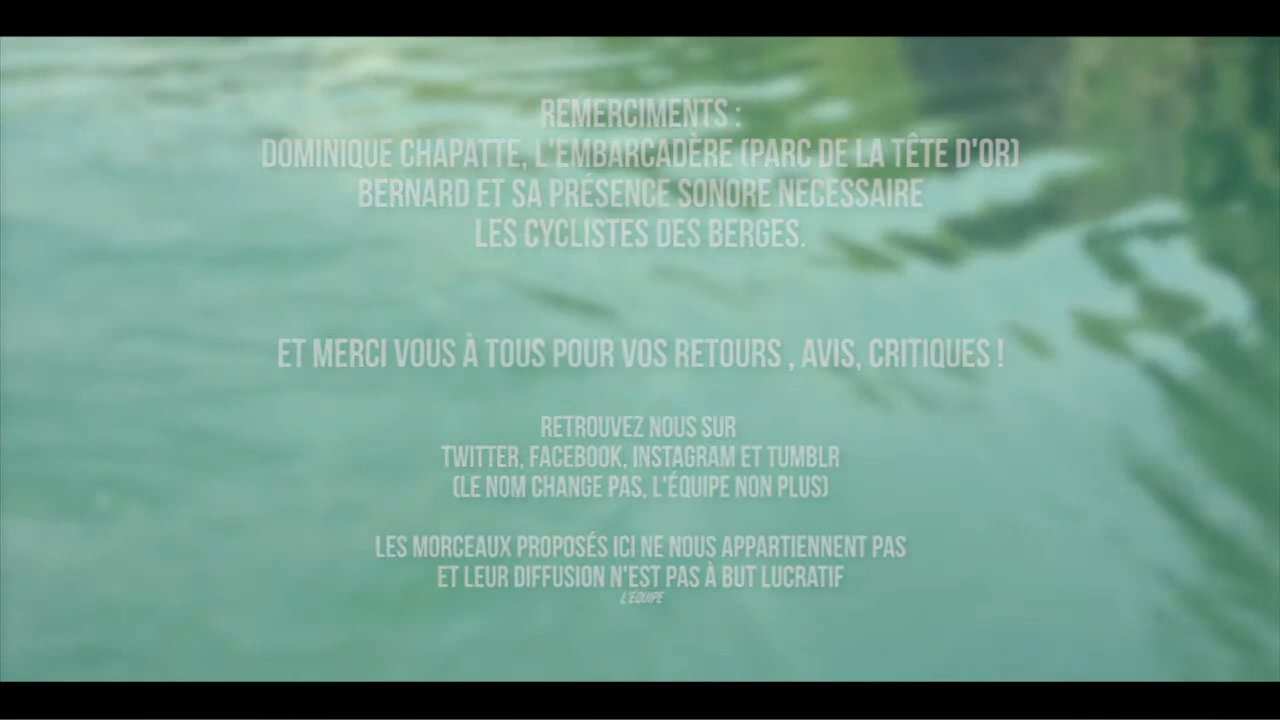 REMERCIMENTS :
DOMINIQUE CHAPATTE, L'EMBARCADÈRE (PARC DE LA TÊTE D'OR)
BERNARD ET SA PRÉSENCE SONORE NECESSAIRE
LES CYCLISTES DES BERGES.
ET MERCI VOUS À TOUS POUR VOS RETOURS , AVIS, CRITIQUES !
RETROUVEZ NOUS SUR
TWITTER, FACEBOOK, INSTAGRAM ET TUMBLR
(LE NOM CHANGE PAS, L'ÉQUIPE NON PLUS)
LES MORCEAUX PROPOSÉS ICI NE NOUS APPARTIENNENT PAS
ET LEUR DIFFUSION N'EST PAS À BUT LUCRATIF
L'ÉQUIPE